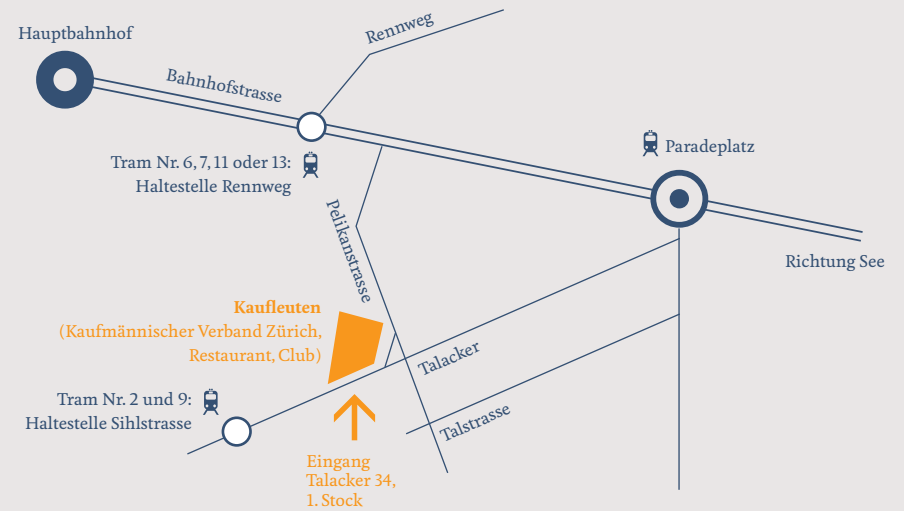 Hauptbahnhof
Rennweg
Bahnhofstrasse
Tram Nr. 6, 7, 11 oder 13:
Haltestelle Rennweg
Paradeplatz
Richtung See
Pelikanstrasse
Kaufleuten
(Kaufmännischer Verband Zürich,
Restaurant, Club)
Talacker
Tram Nr. 2 und 9:
Haltestelle Sihlstrasse
Talstrasse
Eingang
Talacker 34,
1. Stock